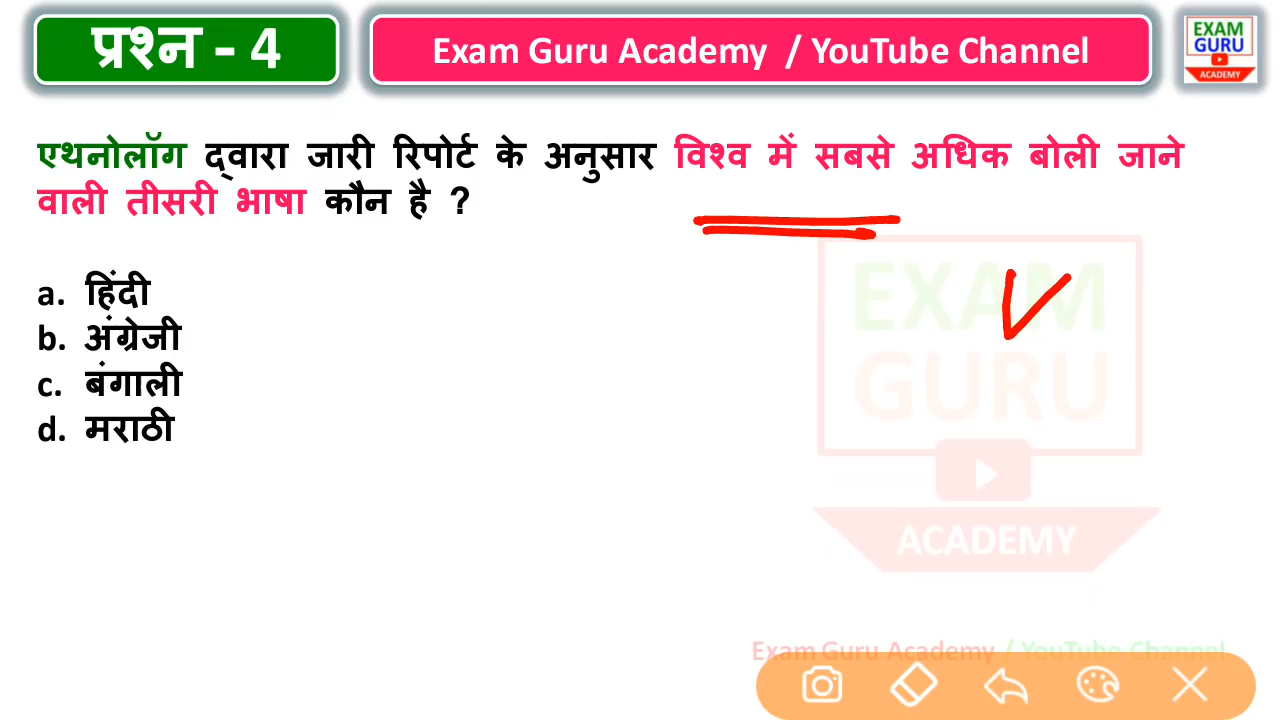 प्रश्न - 4
Exam Guru Academy / YouTube Channel
EXAM
GURU
ACADEMY
एथनोलॉग द्वारा जारी रिपोर्ट के अनुसार विश्व में सबसे अधिक बोली जाने
वाली तीसरी भाषा कौन है ?
a. हिंदी
b. अंग्रेजी
c. बंगाली
d. मराठी
EXAM
GURU
ACADEMY
Exam Guru Academy / YouTube Channel